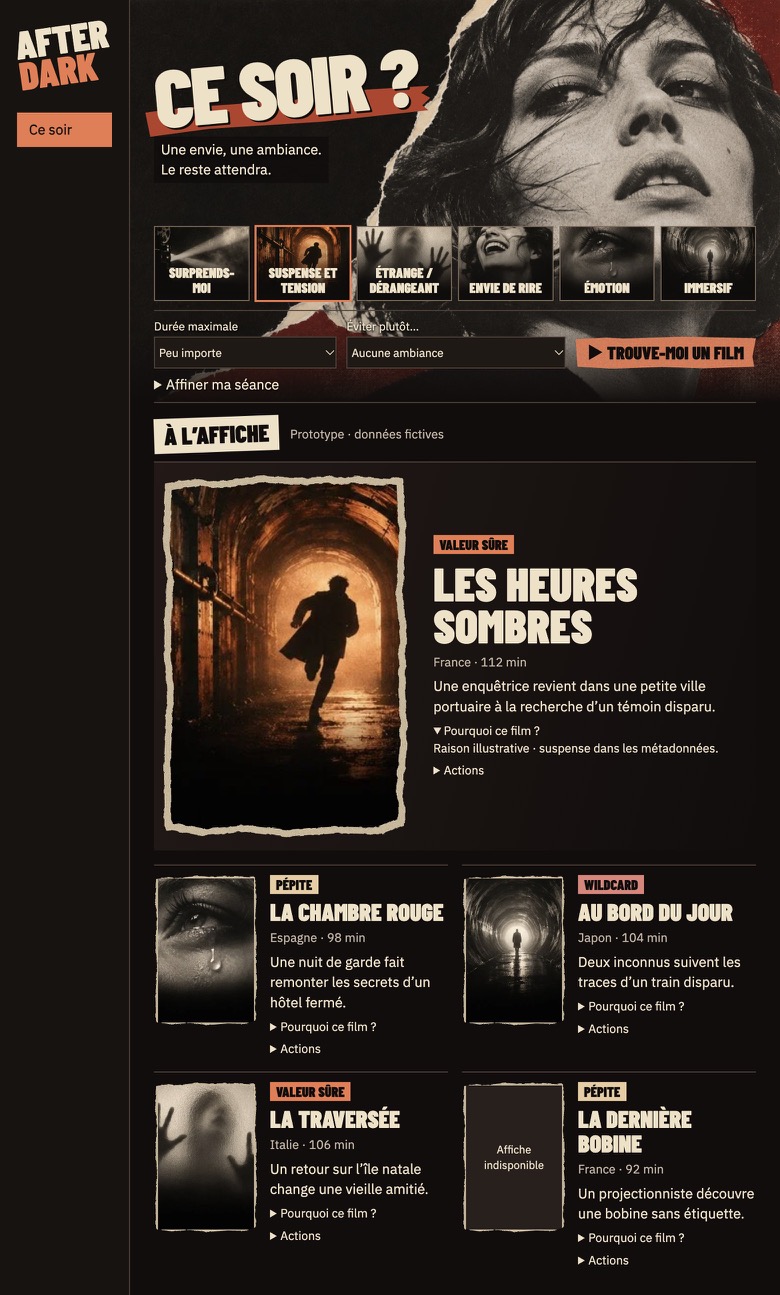 AFTER
DARK
Ce soir
CE SOIR ?
Une envie, une ambiance.
Le reste attendra.
SURPRENDS-
MOI
SUSPENSE ET
TENSION
ÉTRANGE /
DÉRANGEANT
ENVIE DE RIRE
ÉMOTION
IMMERSIF
Durée maximale
Éviter plutôt...
Peu importe
Aucune ambiance
▶ TROUVE-MOI UN FILM
▶ Affiner ma séance
À L’AFFICHE
Prototype · données fictives
VALEUR SÛRE
LES HEURES
SOMBRES
France · 112 min
Une enquêtrice revient dans une petite ville
portuaire à la recherche d’un témoin disparu.
▼ Pourquoi ce film ?
Raison illustrative · suspense dans les métadonnées.
▶ Actions
PÉPITE
LA CHAMBRE ROUGE
Espagne · 98 min
Une nuit de garde fait
remonter les secrets d’un
hôtel fermé.
▶ Pourquoi ce film ?
▶ Actions
WILDCARD
AU BORD DU JOUR
Japon · 104 min
Deux inconnus suivent les
traces d’un train disparu.
▶ Pourquoi ce film ?
▶ Actions
VALEUR SÛRE
LA TRAVERSÉE
Italie · 106 min
Un retour sur l’île natale
change une vieille amitié.
▶ Pourquoi ce film ?
▶ Actions
Affiche
indisponible
PÉPITE
LA DERNIÈRE
BOBINE
France · 92 min
Un projectionniste découvre
une bobine sans étiquette.
▶ Pourquoi ce film ?
▶ Actions